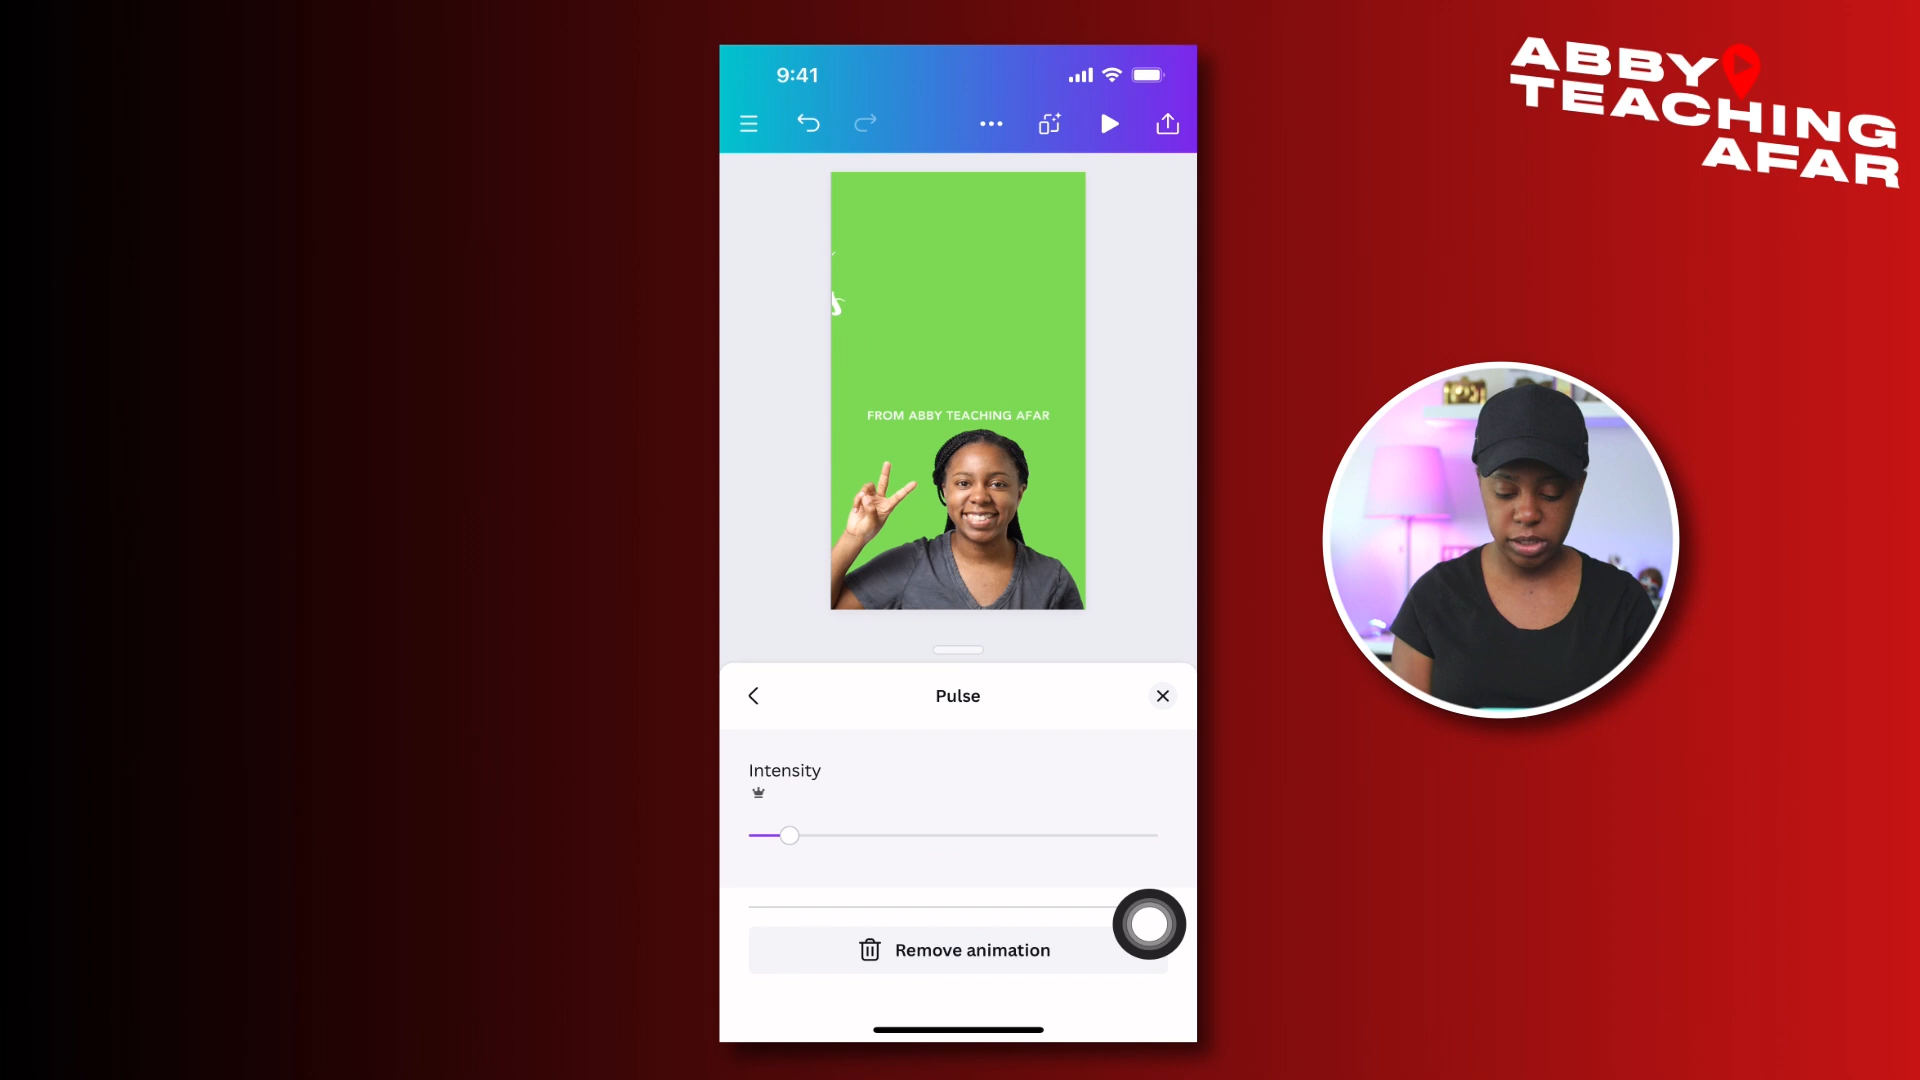 9:41
FROM ABBY TEACHING AFAR
Pulse
Intensity
Remove animation
ABBY
TEACHING
AFAR